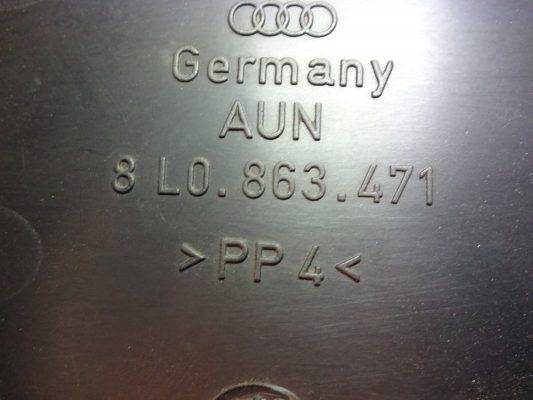 Germany
AUN
8 L0.863.471
>PP4<